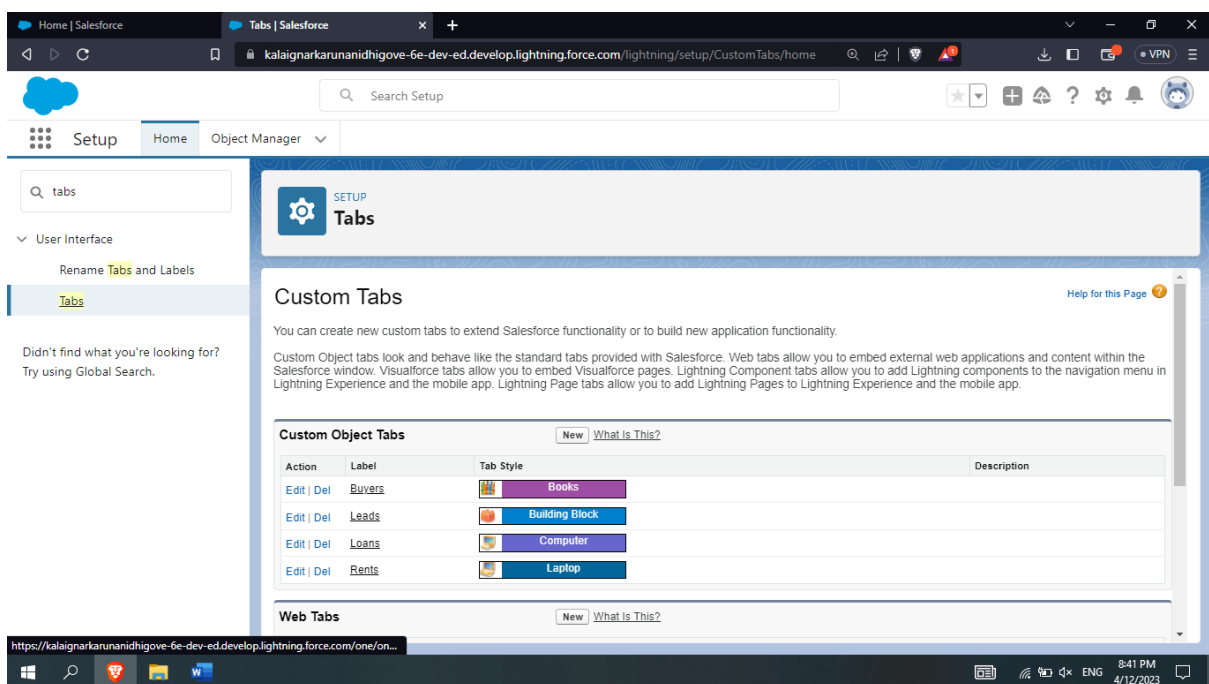 Home | Salesforce
Tabs | Salesforce
kalaignarkarunanidhigove-6e-dev-ed.develop.lightning.force.com/lightning/setup/CustomTabs/home
VPN
Search Setup
Setup
Home
Object Manager
tabs
User Interface
Rename Tabs and Labels
Tabs
Didn't find what you're looking for?
Try using Global Search.
SETUP
Tabs
Custom Tabs
Help for this Page
You can create new custom tabs to extend Salesforce functionality or to build new application functionality.
Custom Object tabs look and behave like the standard tabs provided with Salesforce. Web tabs allow you to embed external web applications and content within the
Salesforce window. Visualforce tabs allow you to embed Visualforce pages. Lightning Component tabs allow you to add Lightning components to the navigation menu in
Lightning Experience and the mobile app. Lightning Page tabs allow you to add Lightning Pages to Lightning Experience and the mobile app.
Custom Object Tabs New What Is This?
Action Label Tab Style Description
Edit | Del Buyers Books
Edit | Del Leads Building Block
Edit | Del Loans Computer
Edit | Del Rents Laptop
Web Tabs New What Is This?
https://kalaignarkarunanidhigove-6e-dev-ed.develop.lightning.force.com/one/on...
ENG
8:41 PM
4/12/2023